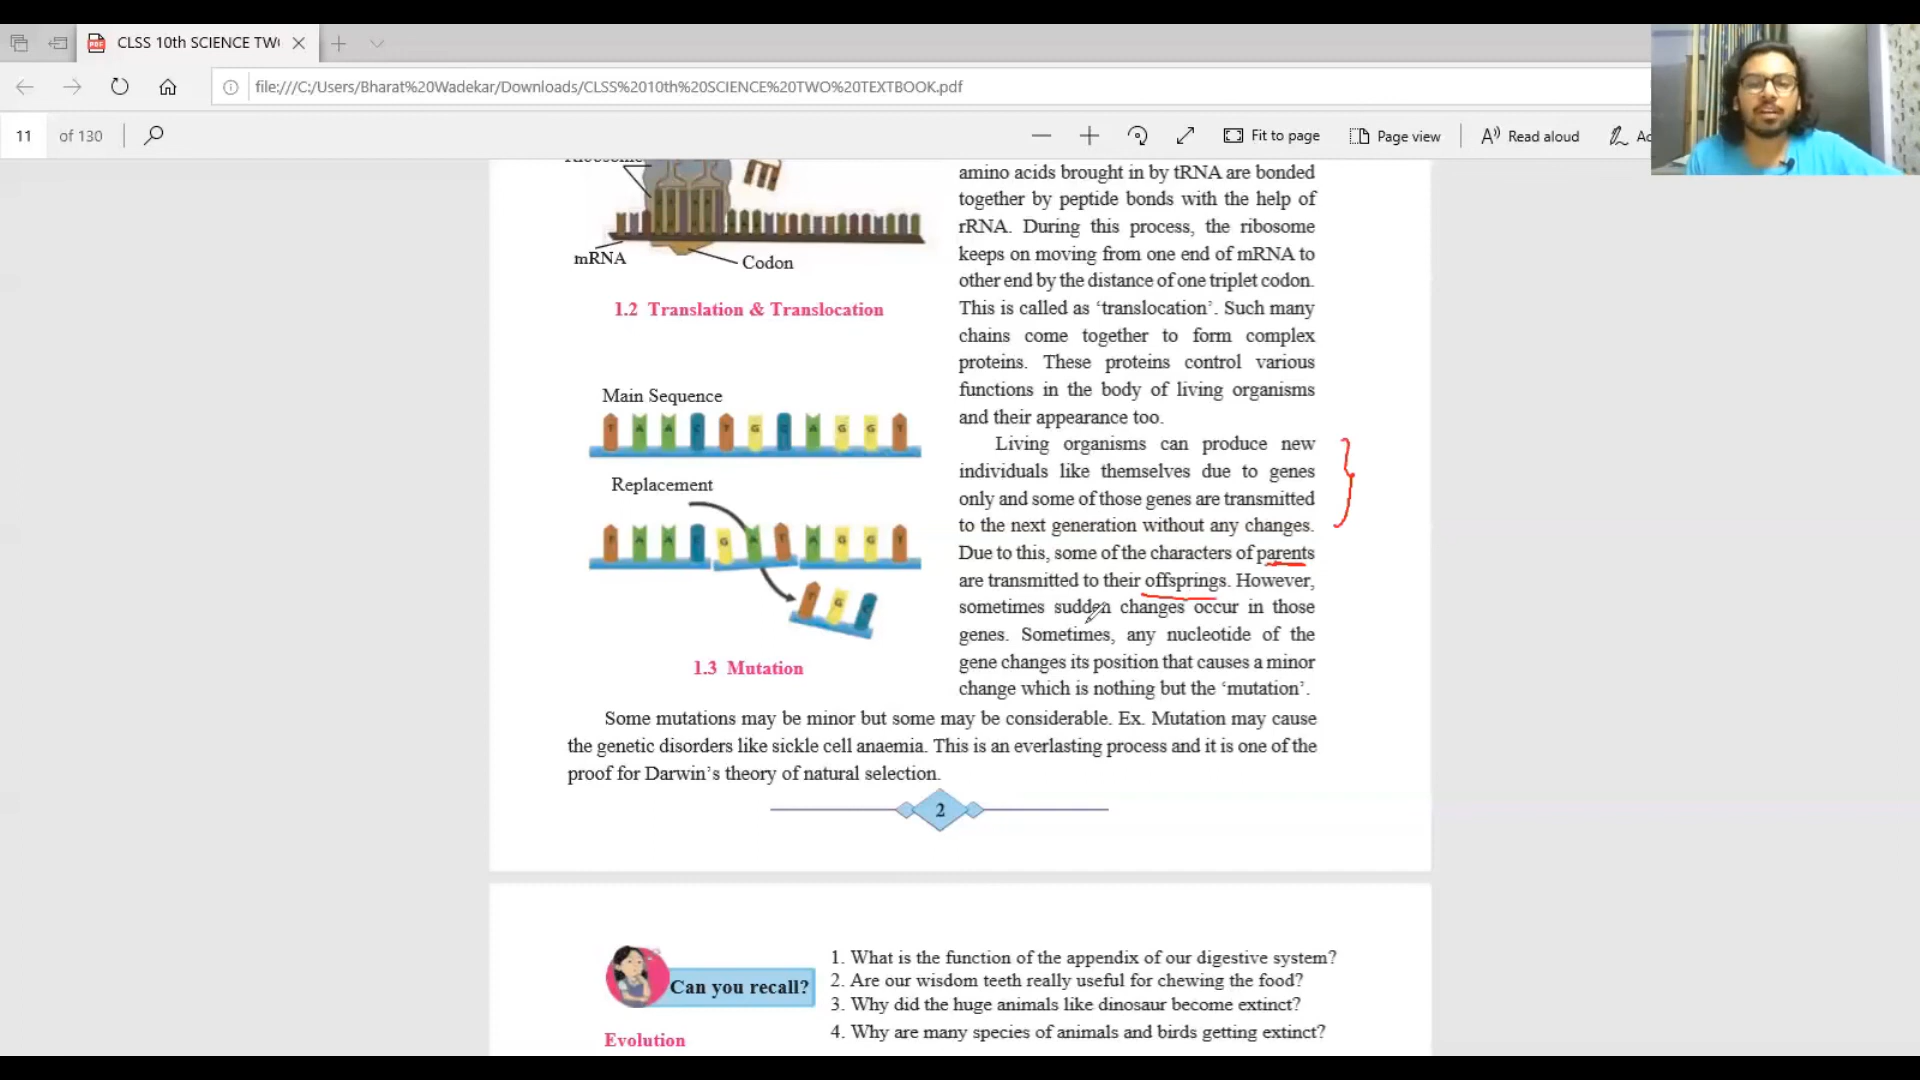 CLSS 10th SCIENCE TW
file:///C:/Users/Bharat%20Wadekar/Downloads/CLSS%2010th%20SCIENCE%20TWO%20TEXTBOOK.pdf
11 of 130
Fit to page
Page view
Read aloud
mRNA
Codon
1.2 Translation & Translocation
Main Sequence
T A A C T G C A G G T
Replacement
T A A C G A T A G G T
T G C
1.3 Mutation
amino acids brought in by tRNA are bonded
together by peptide bonds with the help of
rRNA. During this process, the ribosome
keeps on moving from one end of mRNA to
other end by the distance of one triplet codon.
This is called as ‘translocation’. Such many
chains come together to form complex
proteins. These proteins control various
functions in the body of living organisms
and their appearance too.
Living organisms can produce new
individuals like themselves due to genes
only and some of those genes are transmitted
to the next generation without any changes.
Due to this, some of the characters of parents
are transmitted to their offsprings. However,
sometimes sudden changes occur in those
genes. Sometimes, any nucleotide of the
gene changes its position that causes a minor
change which is nothing but the ‘mutation’.
Some mutations may be minor but some may be considerable. Ex. Mutation may cause
the genetic disorders like sickle cell anaemia. This is an everlasting process and it is one of the
proof for Darwin’s theory of natural selection.
2
Can you recall?
1. What is the function of the appendix of our digestive system?
2. Are our wisdom teeth really useful for chewing the food?
3. Why did the huge animals like dinosaur become extinct?
4. Why are many species of animals and birds getting extinct?
Evolution